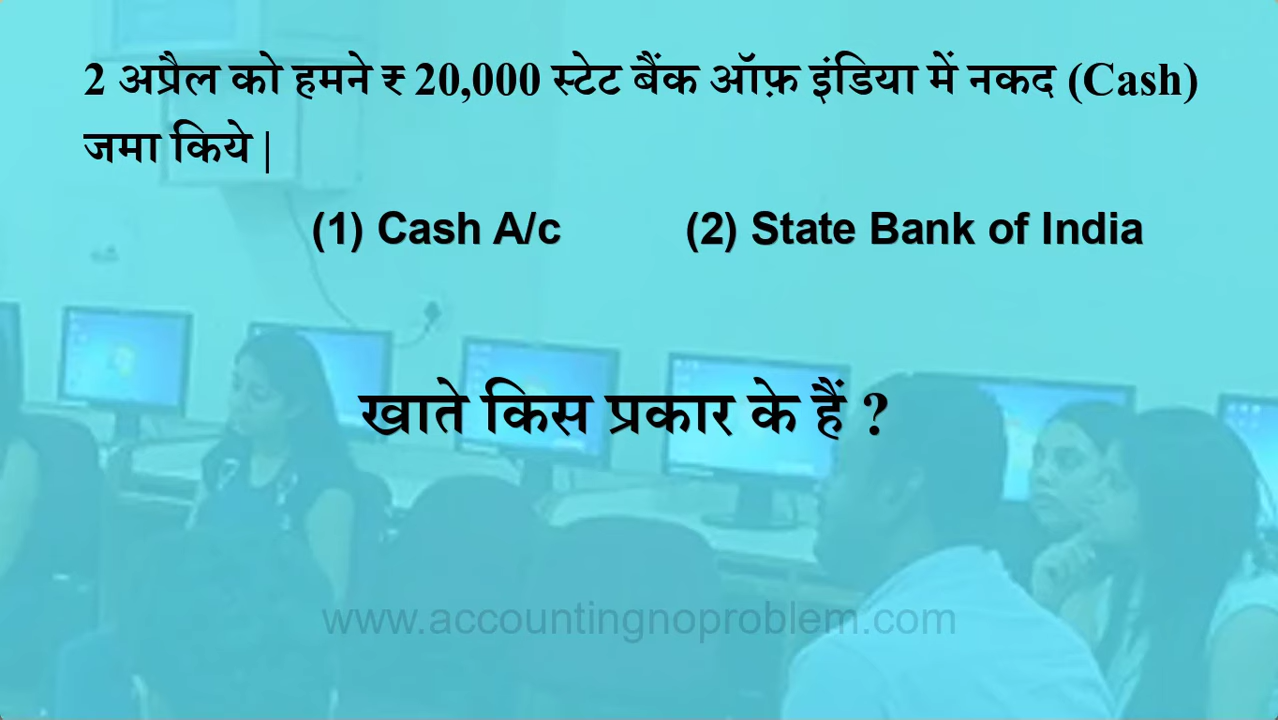 2 अप्रैल को हमने ₹ 20,000 स्टेट बैंक ऑफ़ इंडिया में नकद (Cash)
जमा किये |
(1) Cash A/c (2) State Bank of India
खाते किस प्रकार के हैं ?
www.accountingnoproblem.com